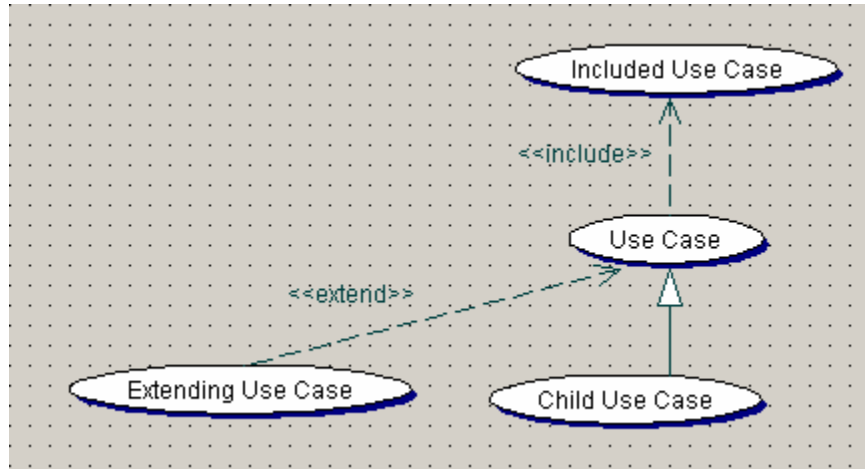 Included Use Case
<<include>>
Use Case
<<extend>>
Extending Use Case
Child Use Case